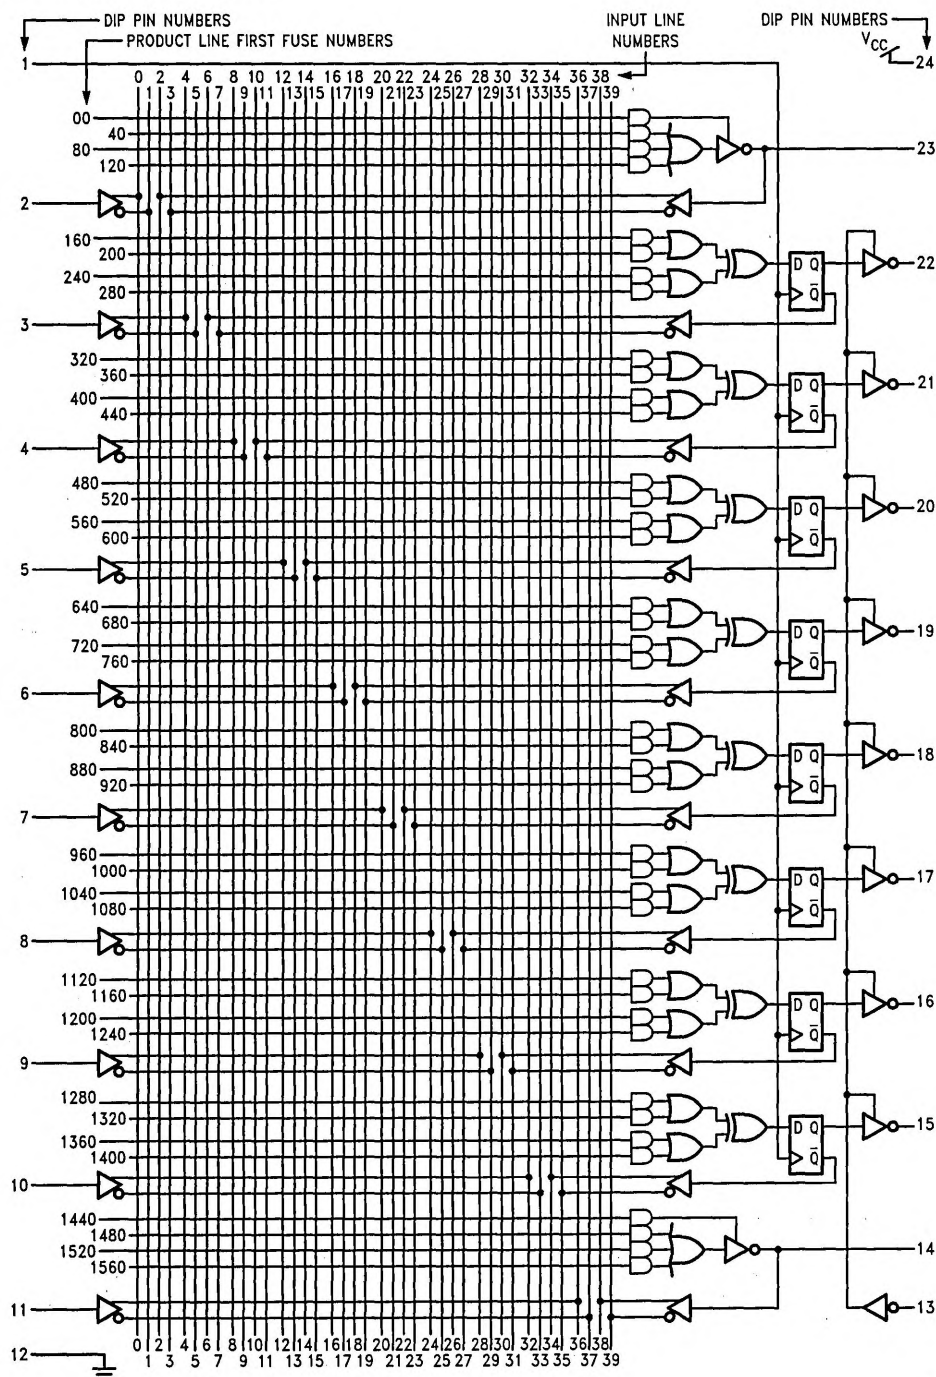 DIP PIN NUMBERS
PRODUCT LINE FIRST FUSE NUMBERS
INPUT LINE NUMBERS
DIP PIN NUMBERS
VCC
1
24
0 2 4 6 8 10 12 14 16 18 20 22 24 26 28 30 32 34 36 38
1 3 5 7 9 11 13 15 17 19 21 23 25 27 29 31 33 35 37 39
00
40
80
120
23
2
160
200
240
280
D Q
Q̅
22
3
320
360
400
440
D Q
Q̅
21
4
480
520
560
600
D Q
Q̅
20
5
640
680
720
760
D Q
Q̅
19
6
800
840
880
920
D Q
Q̅
18
7
960
1000
1040
1080
D Q
Q̅
17
8
1120
1160
1200
1240
D Q
Q̅
16
9
1280
1320
1360
1400
D Q
Q̅
15
10
1440
1480
1520
1560
14
11
13
12
0 2 4 6 8 10 12 14 16 18 20 22 24 26 28 30 32 34 36 38
1 3 5 7 9 11 13 15 17 19 21 23 25 27 29 31 33 35 37 39